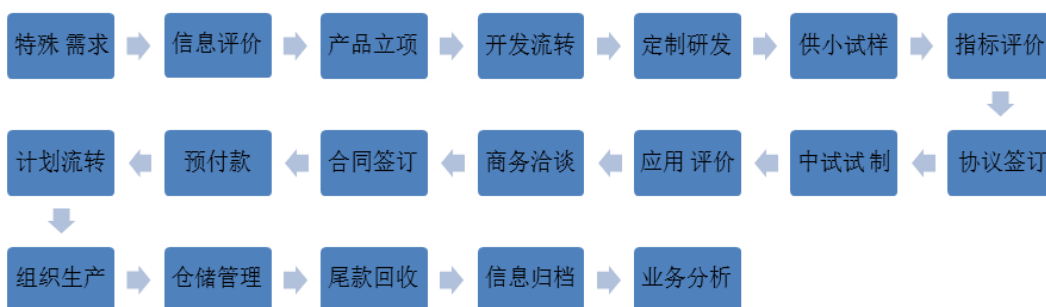 特殊 需求 信息评价 产品立项 开发流转 定制研发 供小试样 指标评价
计划流转 预付款 合同签订 商务洽谈 应用 评价 中试试制 协议签订
组织生产 仓储管理 尾款回收 信息归档 业务分析